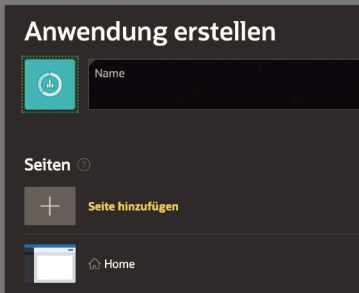 Anwendung erstellen
Name
Seiten
Seite hinzufügen
Home